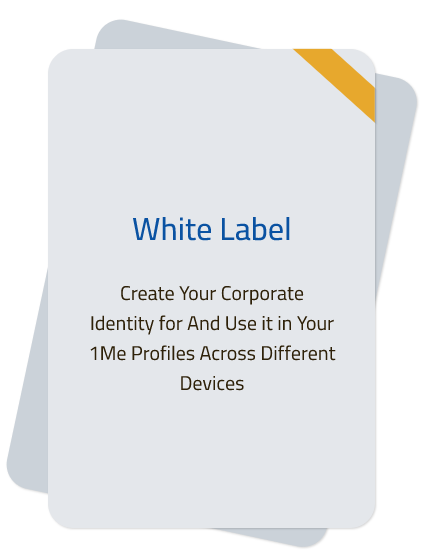 White Label
Create Your Corporate
Identity for And Use it in Your
1Me Profiles Across Different
Devices